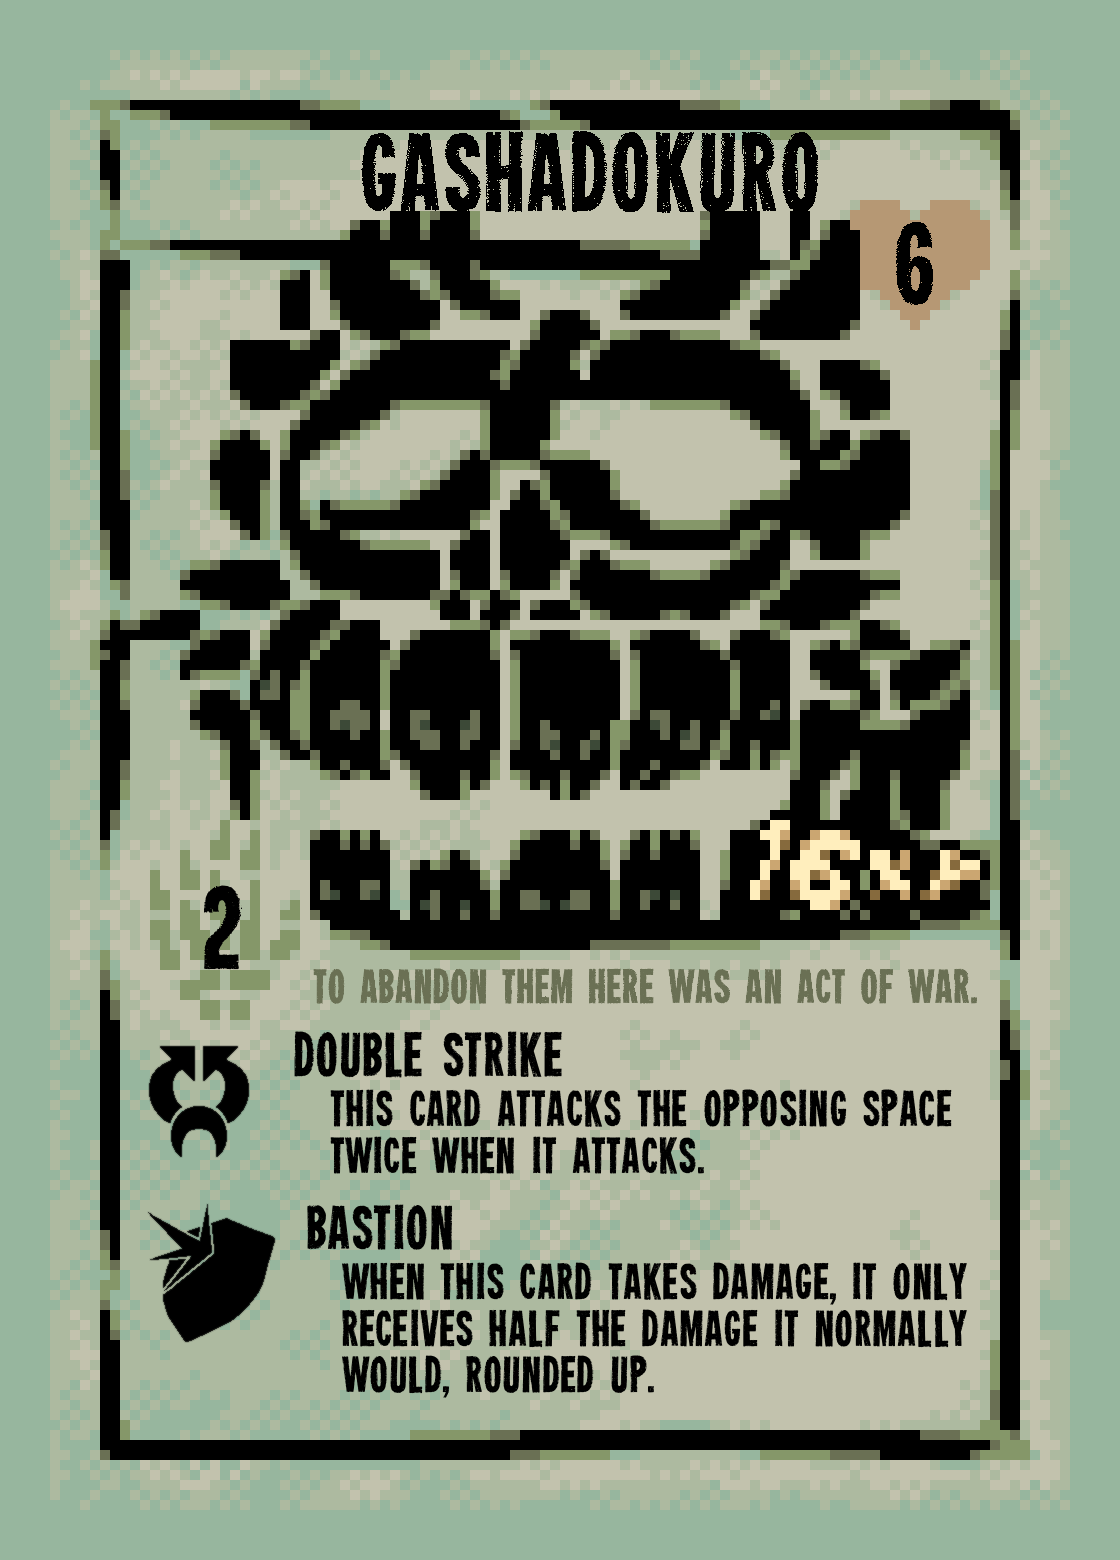 GASHADOKURO
6
16XP
2
TO ABANDON THEM HERE WAS AN ACT OF WAR.
DOUBLE STRIKE
THIS CARD ATTACKS THE OPPOSING SPACE
TWICE WHEN IT ATTACKS.
BASTION
WHEN THIS CARD TAKES DAMAGE, IT ONLY
RECEIVES HALF THE DAMAGE IT NORMALLY
WOULD, ROUNDED UP.